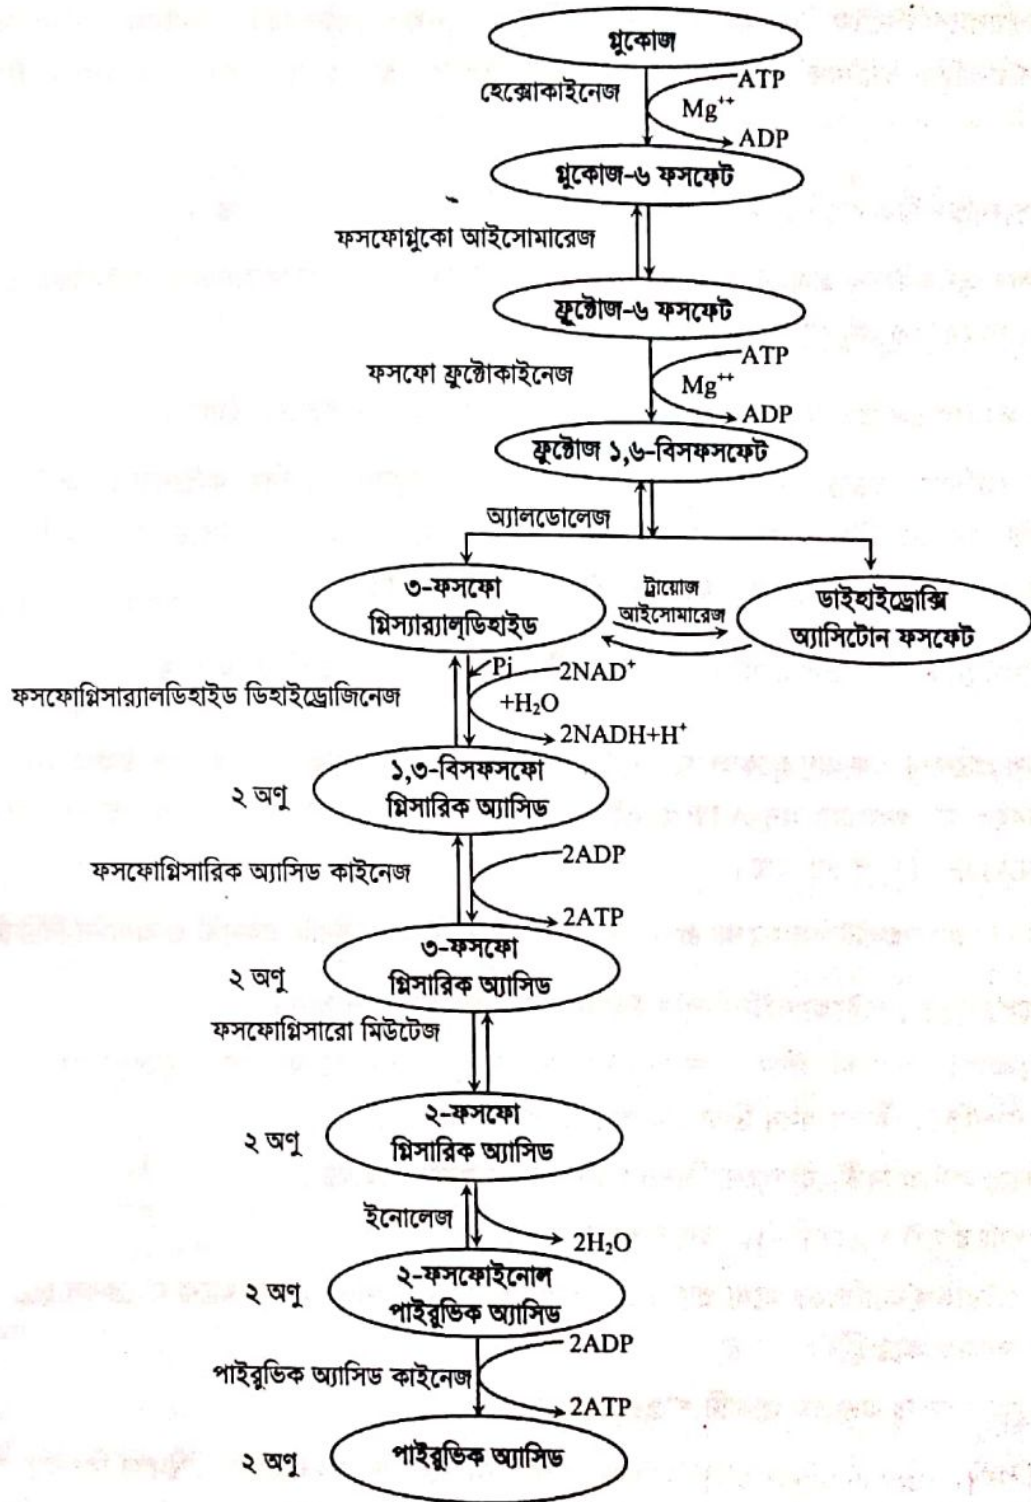 গ্লুকোজ
হেক্সোকাইনেজ
ATP
Mg⁺⁺
ADP
গ্লুকোজ-৬ ফসফেট
ফসফোগ্লুকো আইসোমারেজ
ফ্রুক্টোজ-৬ ফসফেট
ফসফো ফ্রুক্টোকাইনেজ
ATP
Mg⁺⁺
ADP
ফ্রুক্টোজ ১,৬-বিসফসফেট
অ্যালডোলেজ
৩-ফসফো
গ্লিস্যার‍্যাল্ডিহাইড
ট্রায়োজ
আইসোমারেজ
ডাইহাইড্রোক্সি
অ্যাসিটোন ফসফেট
ফসফোগ্লিসার‍্যালডিহাইড ডিহাইড্রোজিনেজ
Pi
+H₂O
2NAD⁺
2NADH+H⁺
২ অণু
১,৩-বিসফসফো
গ্লিসারিক অ্যাসিড
ফসফোগ্লিসারিক অ্যাসিড কাইনেজ
2ADP
2ATP
২ অণু
৩-ফসফো
গ্লিসারিক অ্যাসিড
ফসফোগ্লিসারো মিউটেজ
২ অণু
২-ফসফো
গ্লিসারিক অ্যাসিড
ইনোলেজ
2H₂O
২ অণু
২-ফসফোইনোল
পাইরুভিক অ্যাসিড
পাইরুভিক অ্যাসিড কাইনেজ
2ADP
2ATP
২ অণু
পাইরুভিক অ্যাসিড